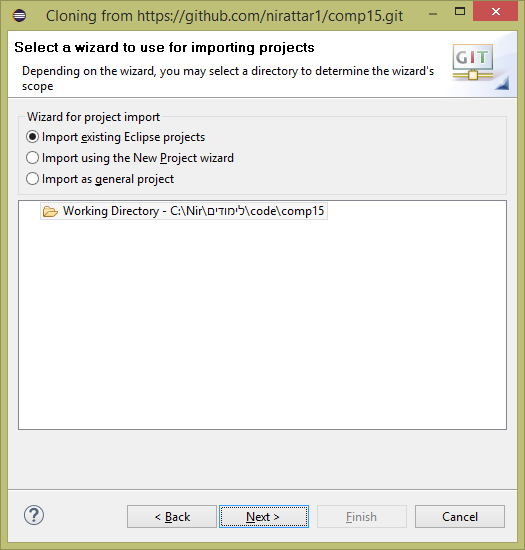 Cloning from https://github.com/nirattar1/comp15.git
Select a wizard to use for importing projects
Depending on the wizard, you may select a directory to determine the wizard's
scope
GIT
Wizard for project import
Import existing Eclipse projects
Import using the New Project wizard
Import as general project
Working Directory - C:\Nir\לימודים\code\comp15
?
< Back
Next >
Finish
Cancel